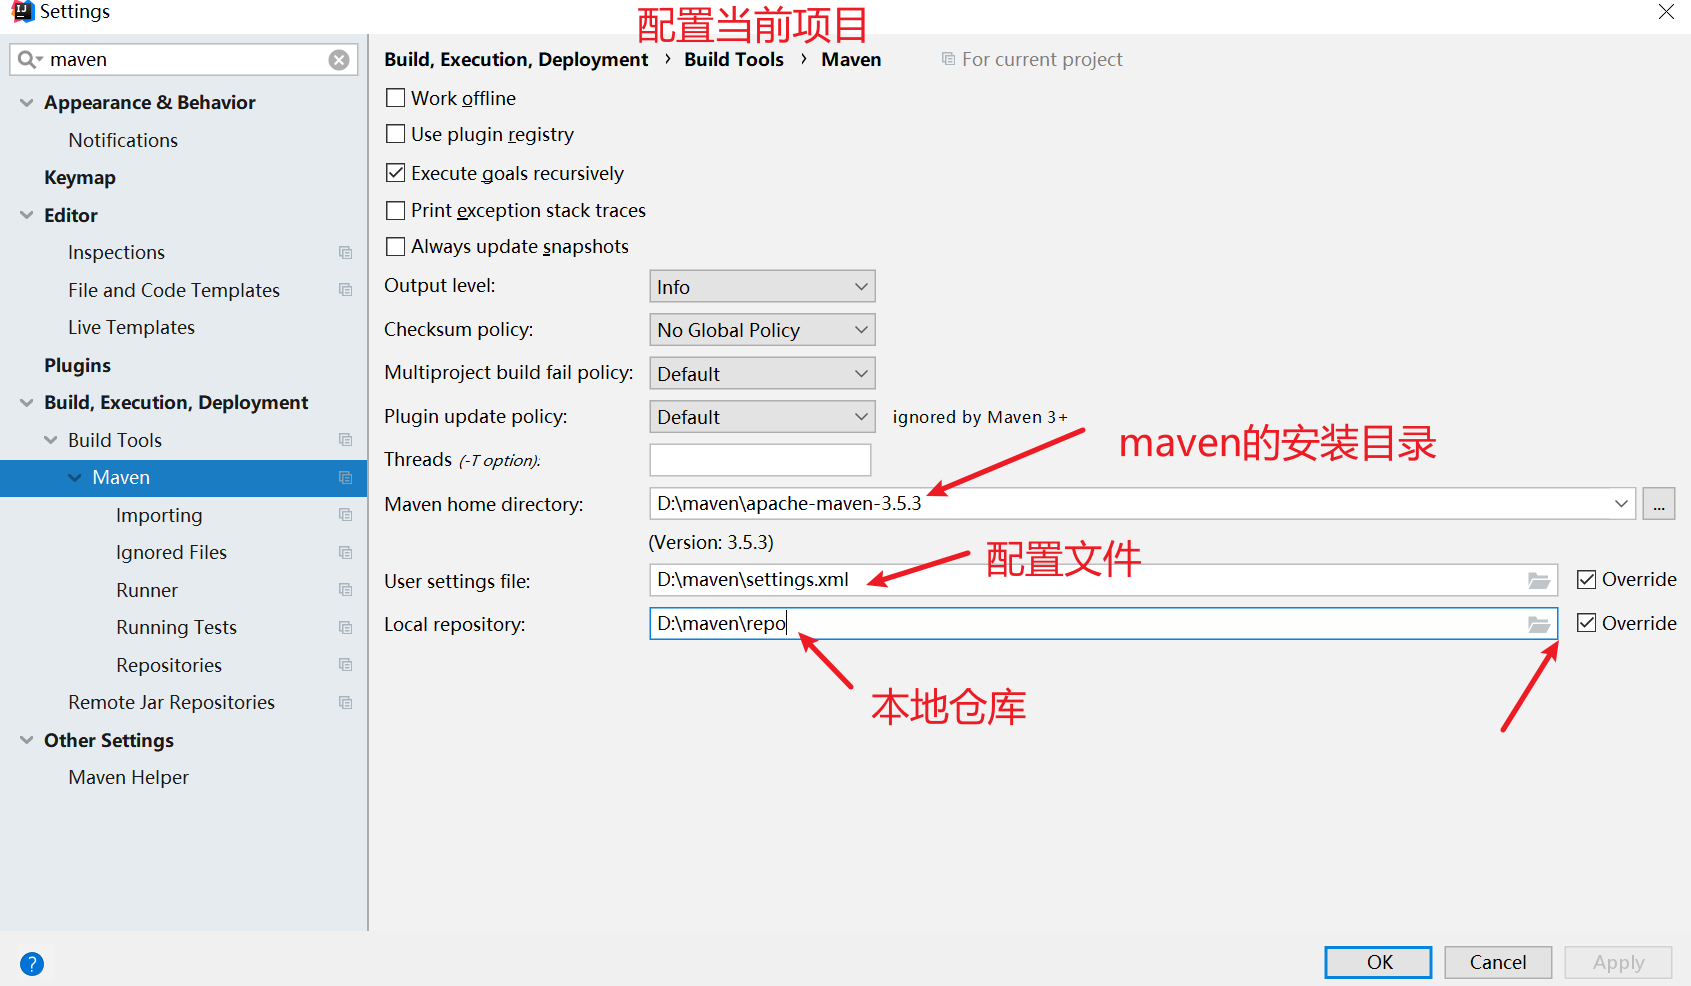 Settings
配置当前项目
maven
Build, Execution, Deployment › Build Tools › Maven For current project
Appearance & Behavior
Notifications
Keymap
Editor
Inspections
File and Code Templates
Live Templates
Plugins
Build, Execution, Deployment
Build Tools
Maven
Importing
Ignored Files
Runner
Running Tests
Repositories
Remote Jar Repositories
Other Settings
Maven Helper
Work offline
Use plugin registry
Execute goals recursively
Print exception stack traces
Always update snapshots
Output level: Info
Checksum policy: No Global Policy
Multiproject build fail policy: Default
Plugin update policy: Default ignored by Maven 3+
maven的安装目录
Threads (-T option):
Maven home directory: D:\maven\apache-maven-3.5.3 ...
(Version: 3.5.3)
配置文件
User settings file: D:\maven\settings.xml Override
Local repository: D:\maven\repo Override
本地仓库
? OK Cancel Apply